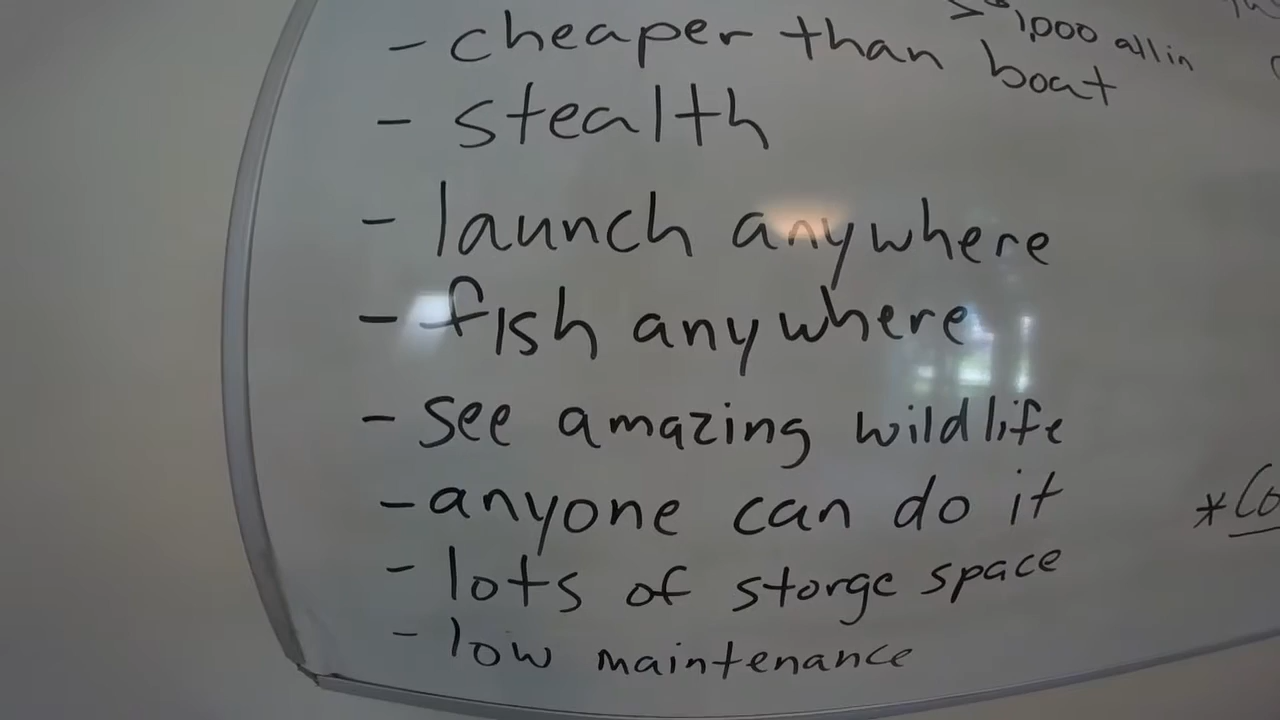 > $1,000 all in
- cheaper than boat
- stealth
- launch anywhere
- fish anywhere
- see amazing wildlife
- anyone can do it
- lots of storge space
- low maintenance